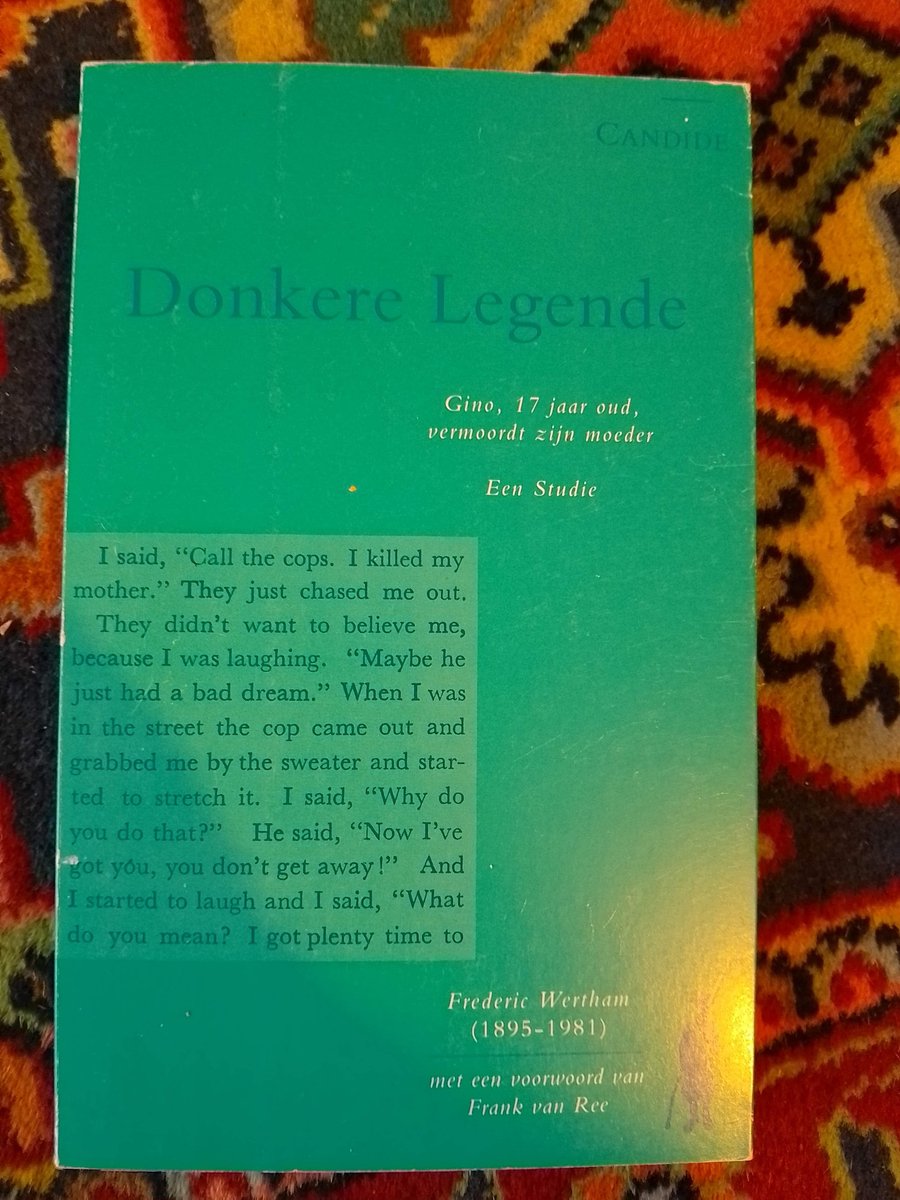 CANDIDE
Donkere Legende
Gino, 17 jaar oud,
vermoordt zijn moeder
Een Studie
I said, “Call the cops. I killed my
mother.” They just chased me out.
They didn’t want to believe me,
because I was laughing. “Maybe he
just had a bad dream.” When I was
in the street the cop came out and
grabbed me by the sweater and star-
ted to stretch it. I said, “Why do
you do that?” He said, “Now I’ve
got you, you don’t get away!” And
I started to laugh and I said, “What
do you mean? I got plenty time to
Frederic Wertham
(1895-1981)
met een voorwoord van
Frank van Ree